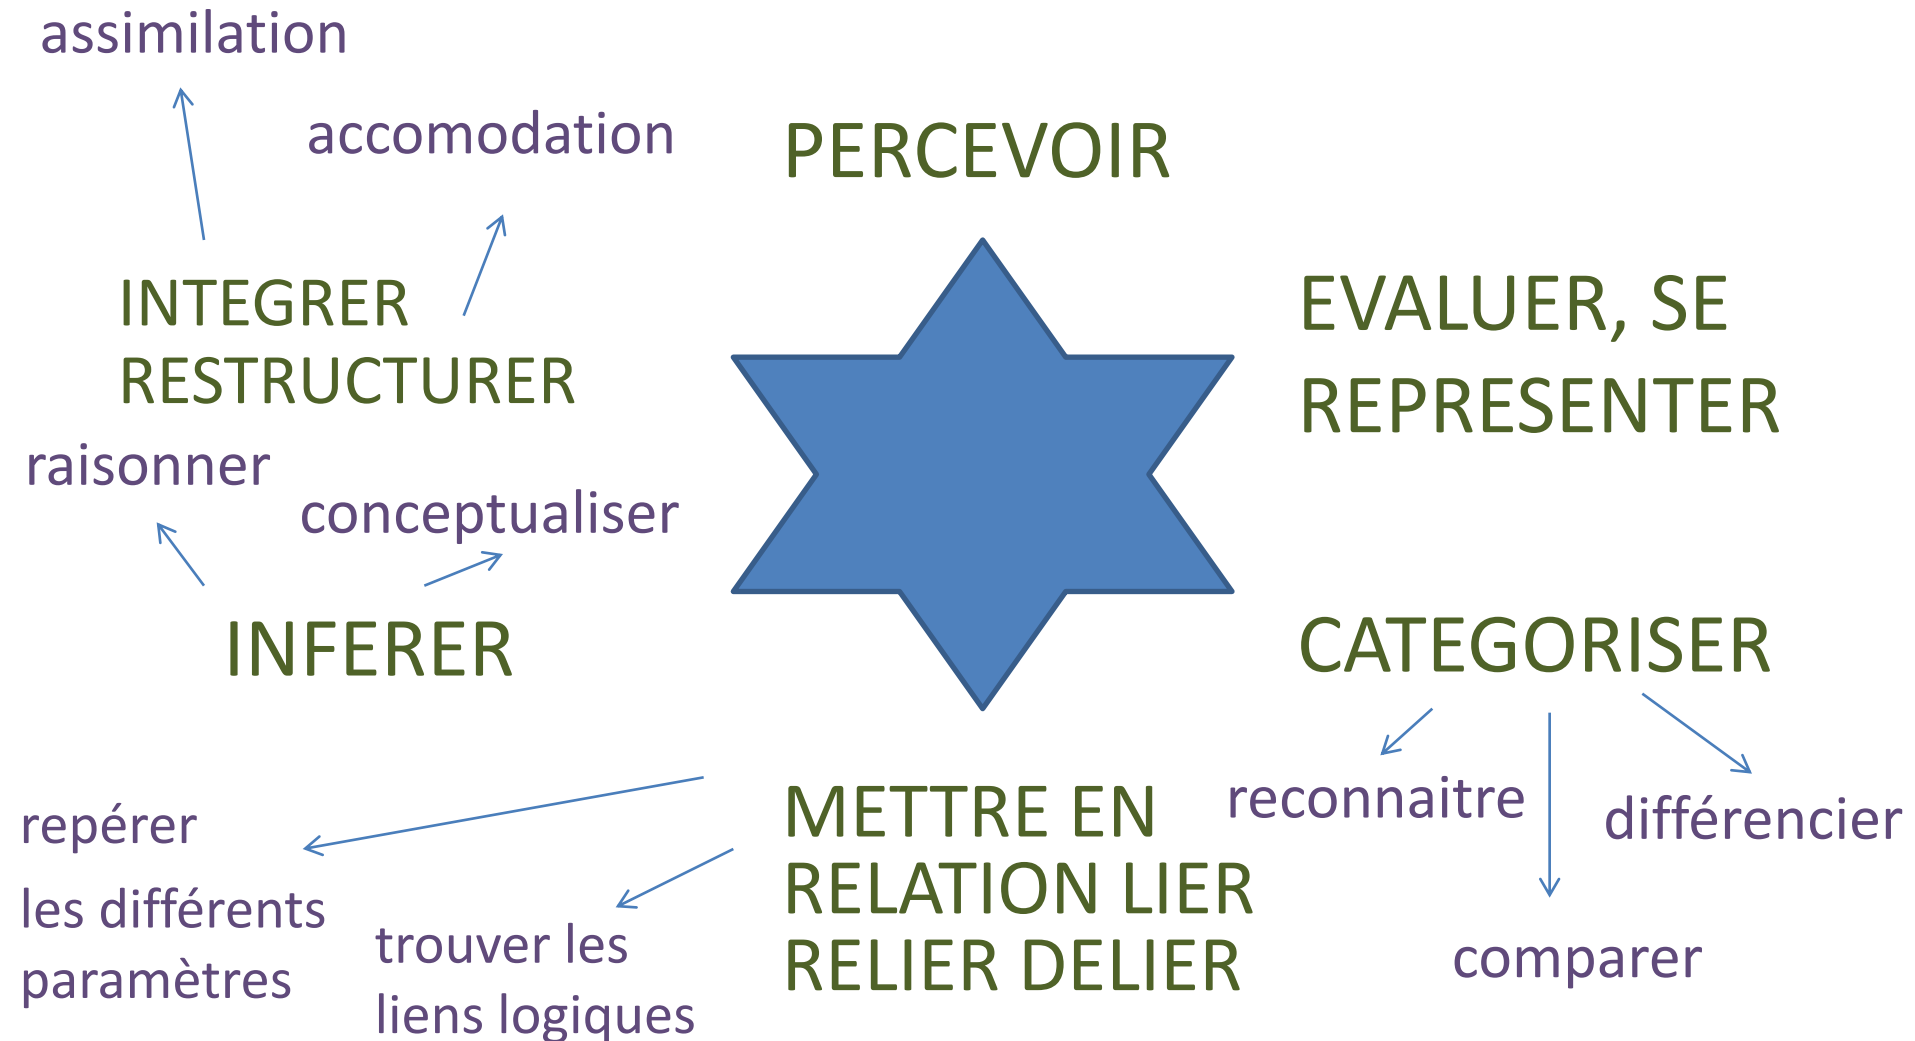 assimilation
accomodation
PERCEVOIR
INTEGRER
RESTRUCTURER
EVALUER, SE
REPRESENTER
raisonner
conceptualiser
INFERER
CATEGORISER
reconnaitre
différencier
comparer
METTRE EN
RELATION LIER
RELIER DELIER
repérer
les différents
paramètres
trouver les
liens logiques